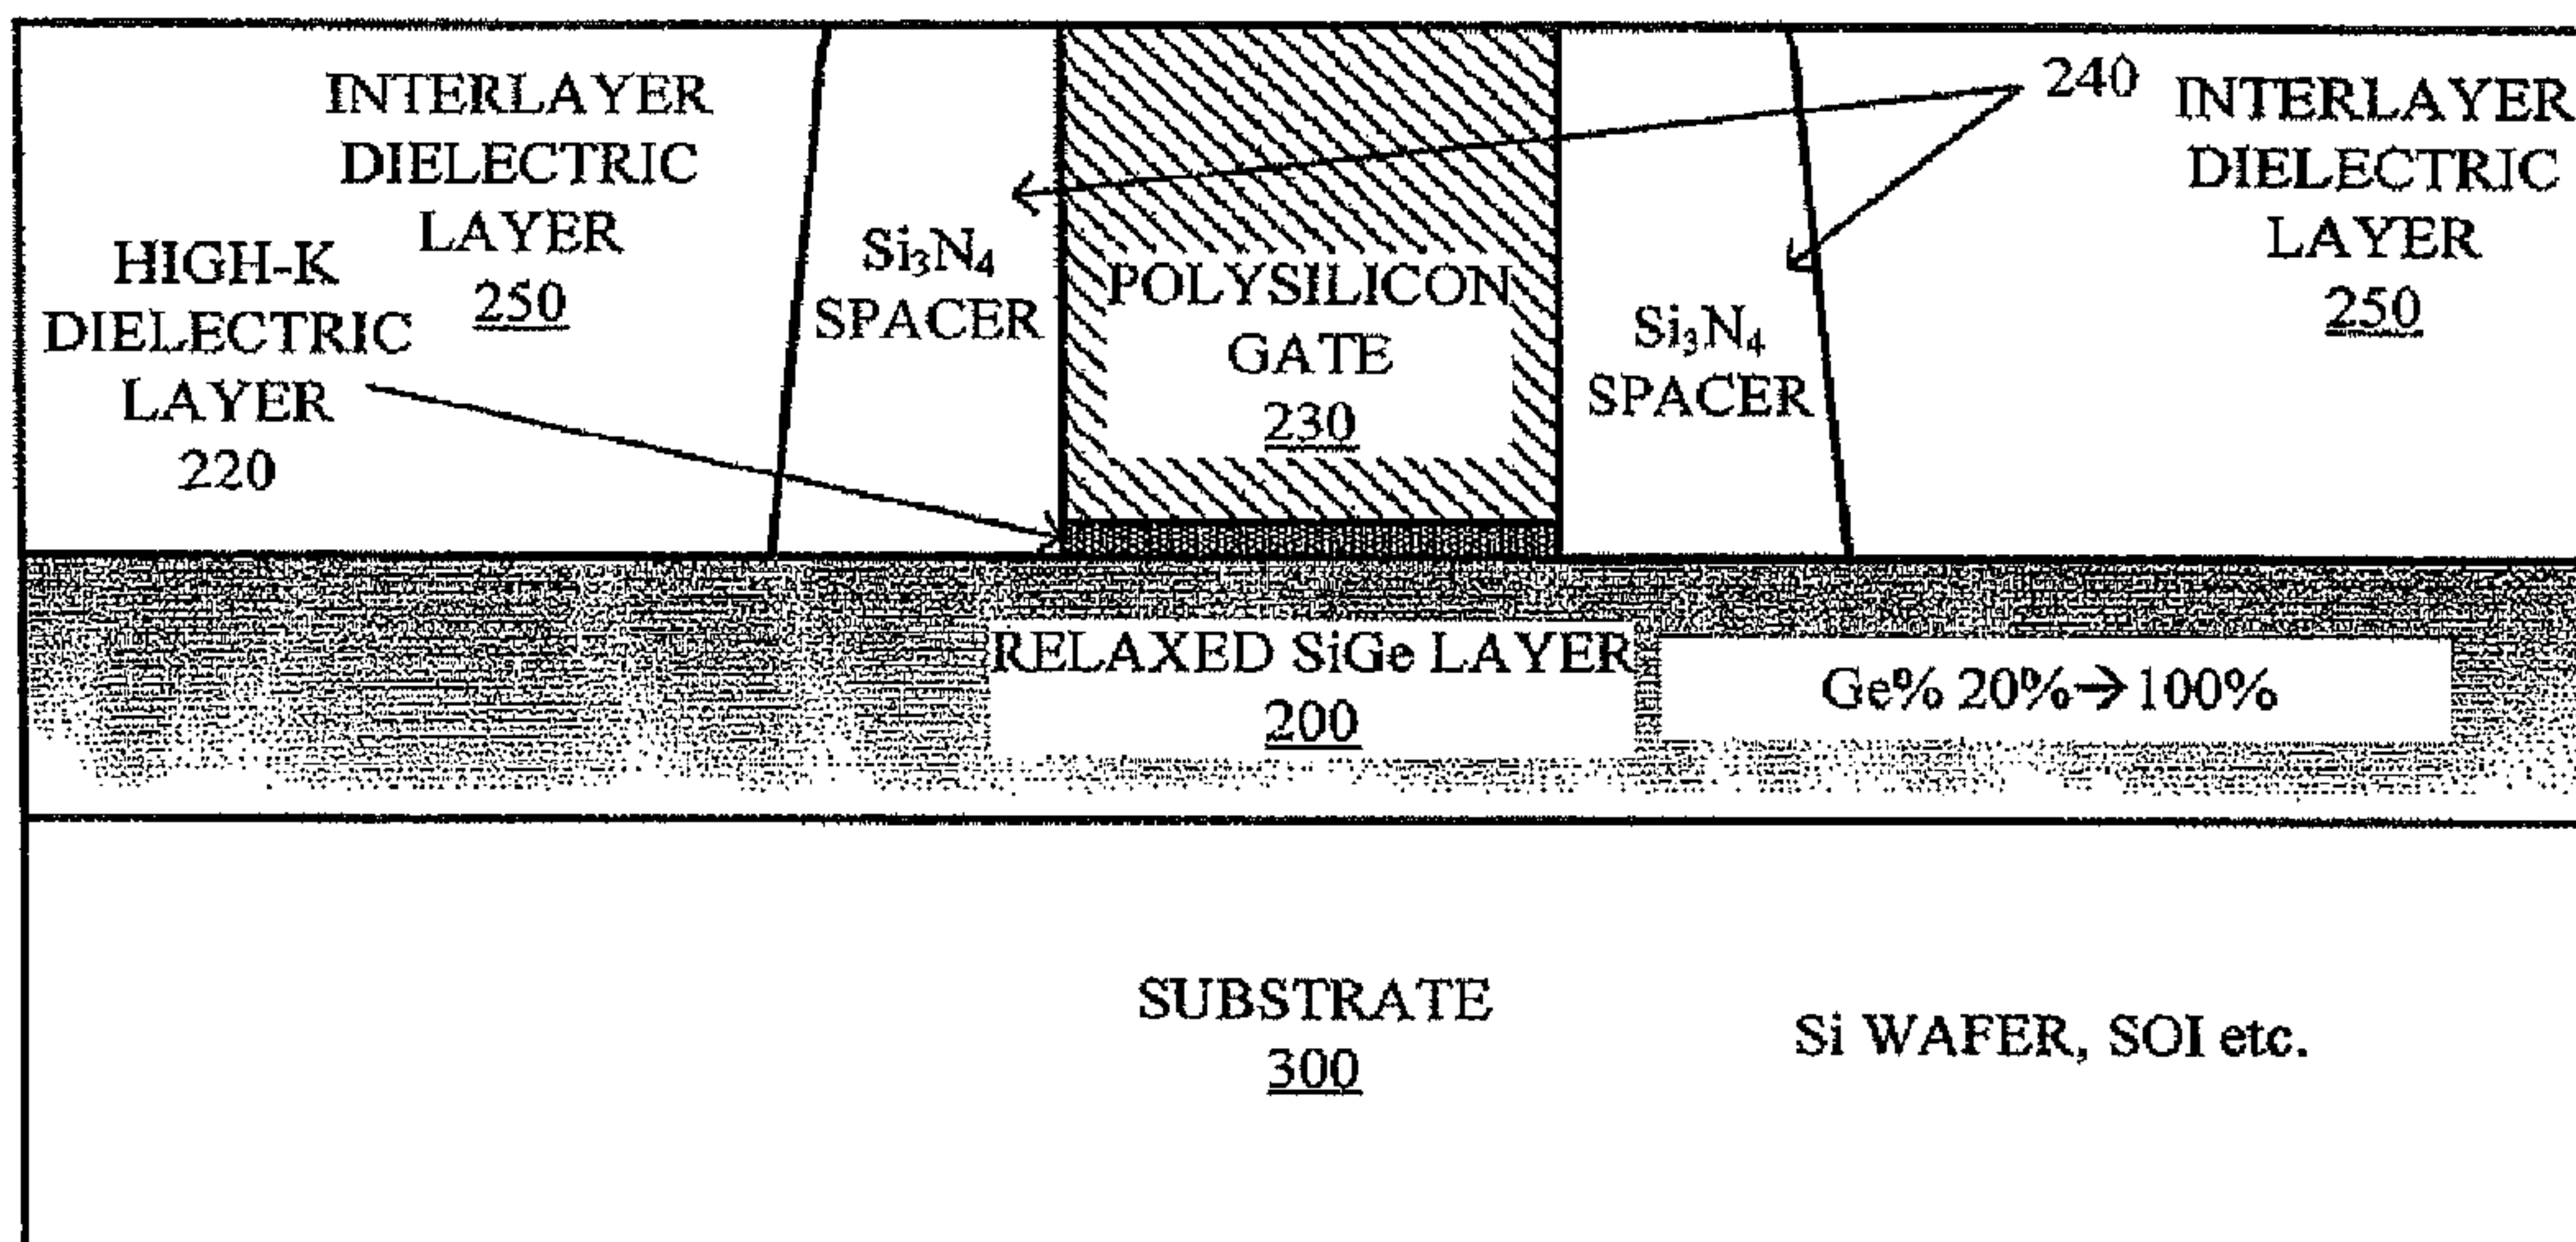 INTERLAYER
DIELECTRIC
LAYER
250
HIGH-K
DIELECTRIC
LAYER
220
Si₃N₄
SPACER
POLYSILICON
GATE
230
Si₃N₄
SPACER
240
INTERLAYER
DIELECTRIC
LAYER
250
RELAXED SiGe LAYER
200
Ge% 20%→100%
SUBSTRATE
300
Si WAFER, SOI etc.